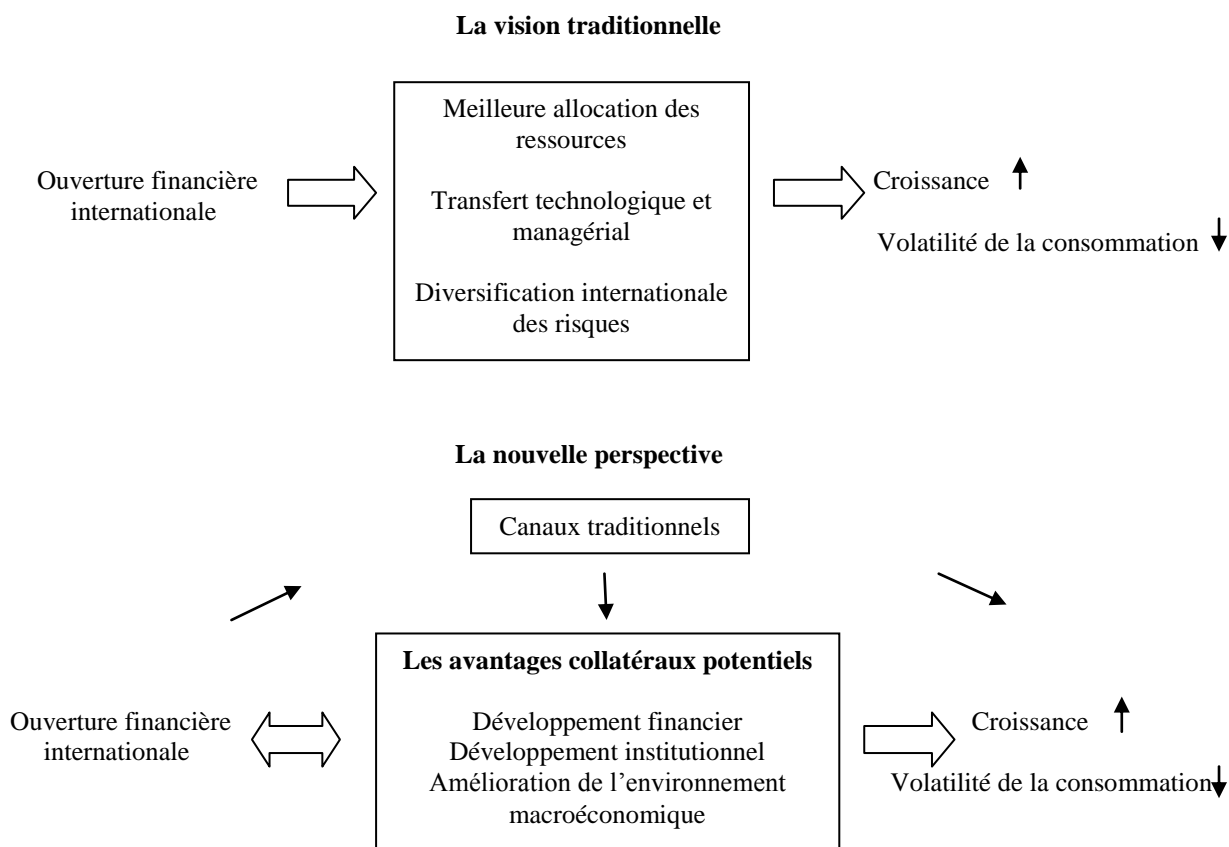 La vision traditionnelle
Meilleure allocation des
ressources
Ouverture financière
internationale
Transfert technologique et
managérial
Diversification internationale
des risques
Croissance
Volatilité de la consommation
La nouvelle perspective
Canaux traditionnels
Les avantages collatéraux potentiels
Ouverture financière
internationale
Développement financier
Développement institutionnel
Amélioration de l’environnement
macroéconomique
Croissance
Volatilité de la consommation